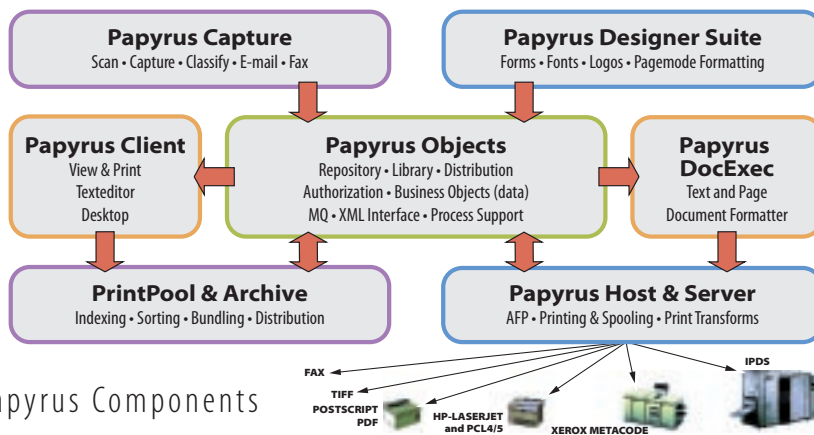 Papyrus Capture
Scan • Capture • Classify • E-mail • Fax
Papyrus Designer Suite
Forms • Fonts • Logos • Pagemode Formatting
Papyrus Client
View & Print
Texteditor
Desktop
Papyrus Objects
Repository • Library • Distribution
Authorization • Business Objects (data)
MQ • XML Interface • Process Support
Papyrus
DocExec
Text and Page
Document Formatter
PrintPool & Archive
Indexing • Sorting • Bundling • Distribution
Papyrus Host & Server
AFP • Printing & Spooling • Print Transforms
FAX
TIFF
POSTSCRIPT
PDF
HP-LASERJET
and PCL4/5
XEROX METACODE
IPDS
apyrus Components